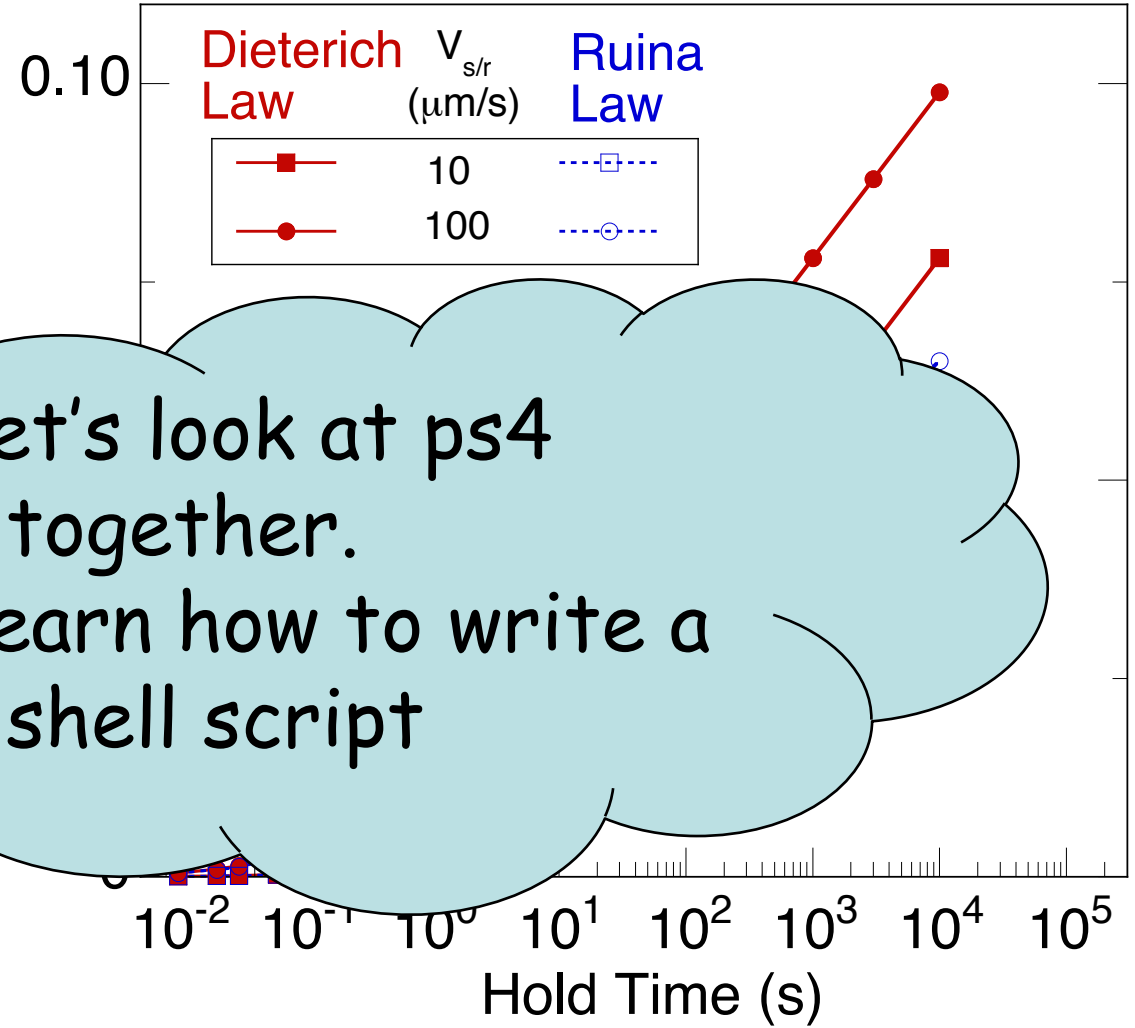 Dieterich Law
V_s/r (μm/s)
Ruina Law
0.10
10
100
et's look at ps4
together.
earn how to write a
shell script
0
10^-2 10^-1 10^0 10^1 10^2 10^3 10^4 10^5
Hold Time (s)